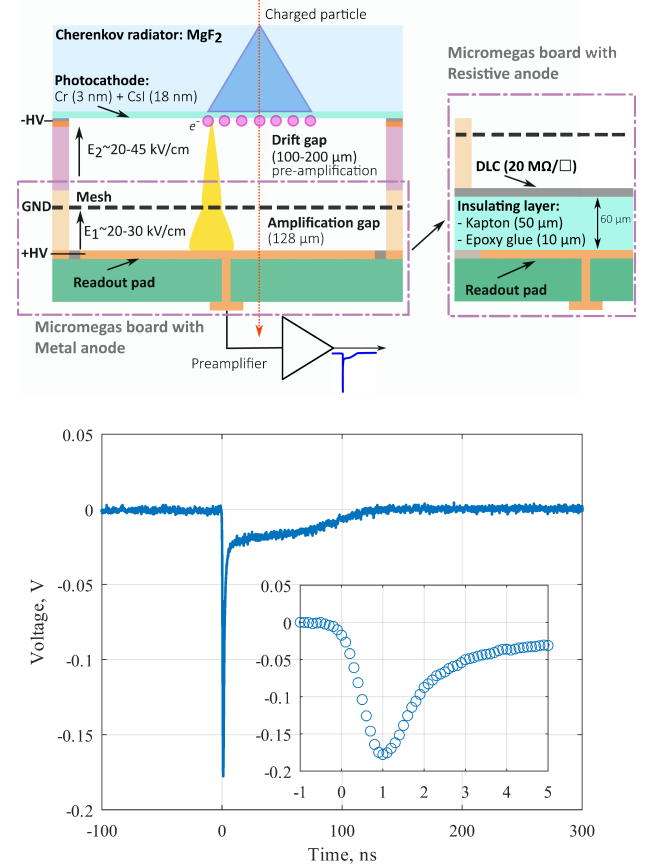 Charged particle
Cherenkov radiator: MgF2
Photocathode:
Cr (3 nm) + CsI (18 nm)
-HV
e-
E2~20-45 kV/cm
Drift gap
(100-200 µm)
pre-amplification
Mesh
GND
E1~20-30 kV/cm
Amplification gap
(128 µm)
+HV
Readout pad
Micromegas board with
Metal anode
Preamplifier
Micromegas board with
Resistive anode
DLC (20 MΩ/□)
Insulating layer:
- Kapton (50 µm)
- Epoxy glue (10 µm)
60 µm
Readout pad
0.05
0
-0.05
-0.1
-0.15
-0.2
Voltage, V
-100
0
100
200
300
Time, ns
0.05
0
-0.05
-0.1
-0.15
-0.2
-1
0
1
2
3
4
5